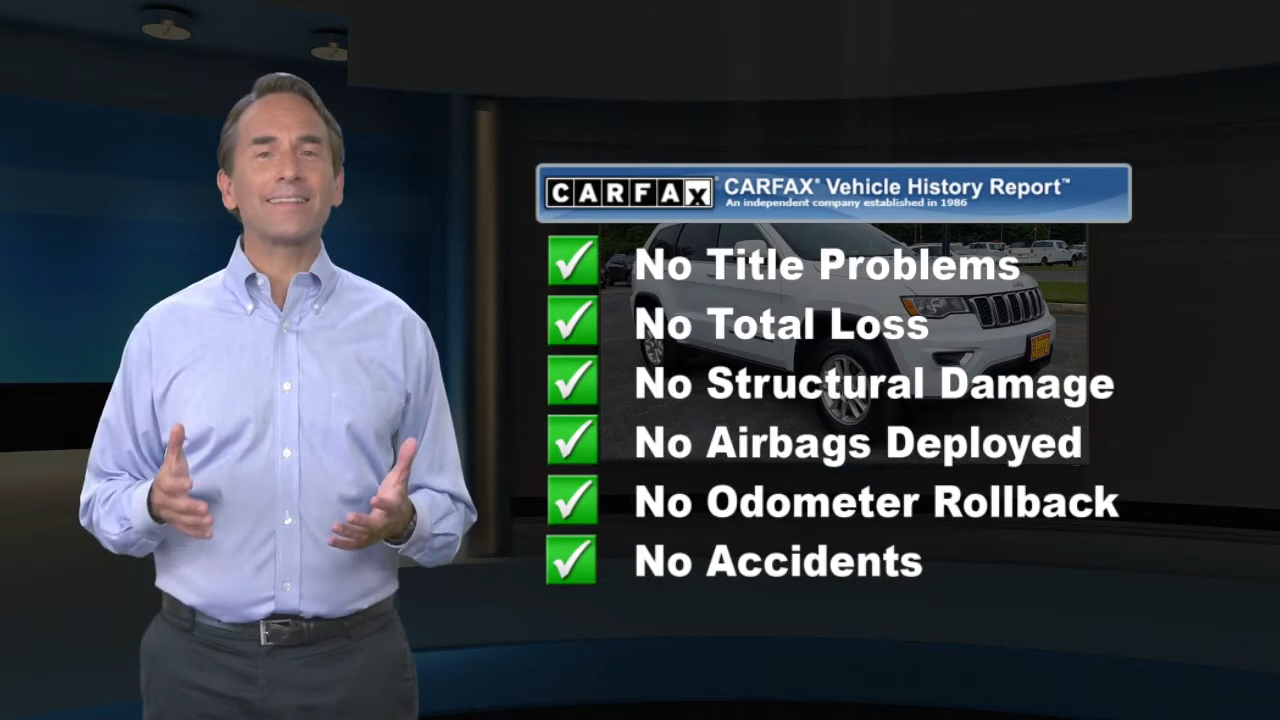 CARFAX® CARFAX® Vehicle History Report™
An independent company established in 1986
No Title Problems
No Total Loss
No Structural Damage
No Airbags Deployed
No Odometer Rollback
No Accidents